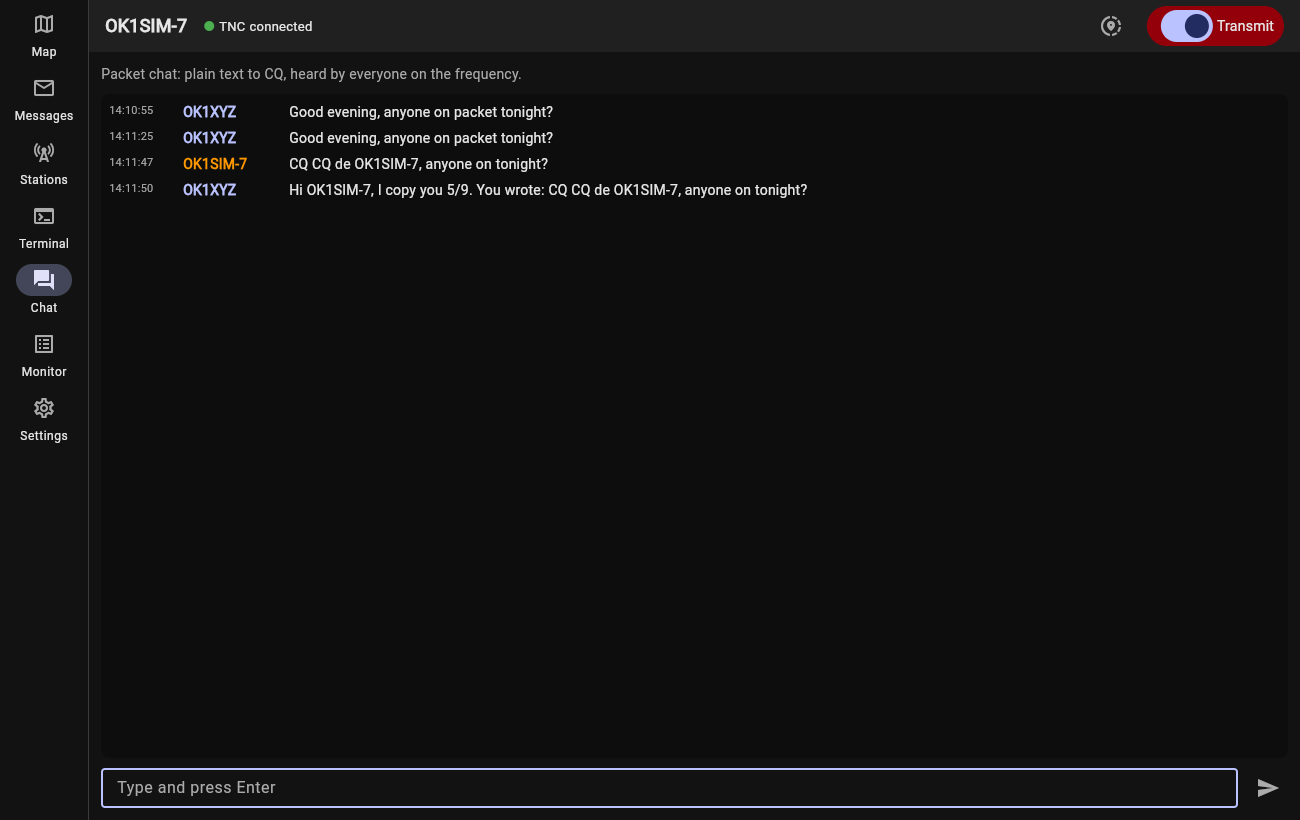 OK1SIM-7 TNC connected Transmit
Map
Messages
Stations
Terminal
Chat
Monitor
Settings
Packet chat: plain text to CQ, heard by everyone on the frequency.
14:10:55 OK1XYZ Good evening, anyone on packet tonight?
14:11:25 OK1XYZ Good evening, anyone on packet tonight?
14:11:47 OK1SIM-7 CQ CQ de OK1SIM-7, anyone on tonight?
14:11:50 OK1XYZ Hi OK1SIM-7, I copy you 5/9. You wrote: CQ CQ de OK1SIM-7, anyone on tonight?
Type and press Enter